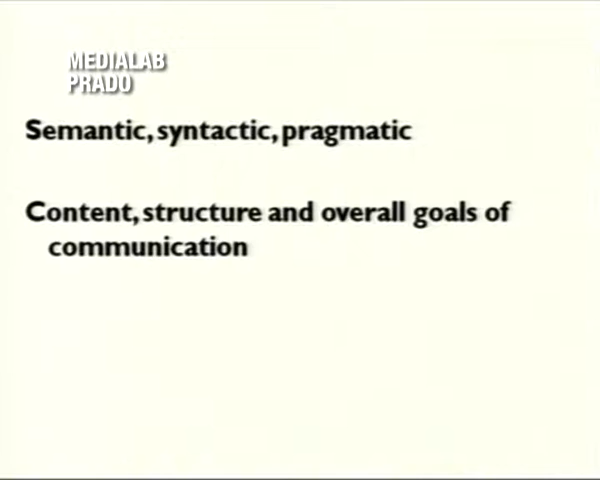 MEDIALAB
PRADO
Semantic, syntactic, pragmatic
Content, structure and overall goals of
communication